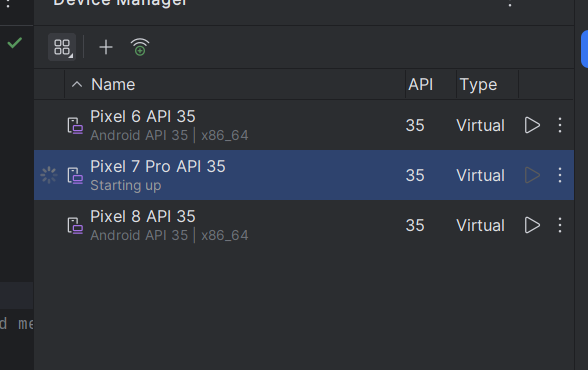 Device Manager
Name API Type
Pixel 6 API 35
Android API 35 | x86_64
35 Virtual
Pixel 7 Pro API 35
Starting up
35 Virtual
Pixel 8 API 35
Android API 35 | x86_64
35 Virtual
d me